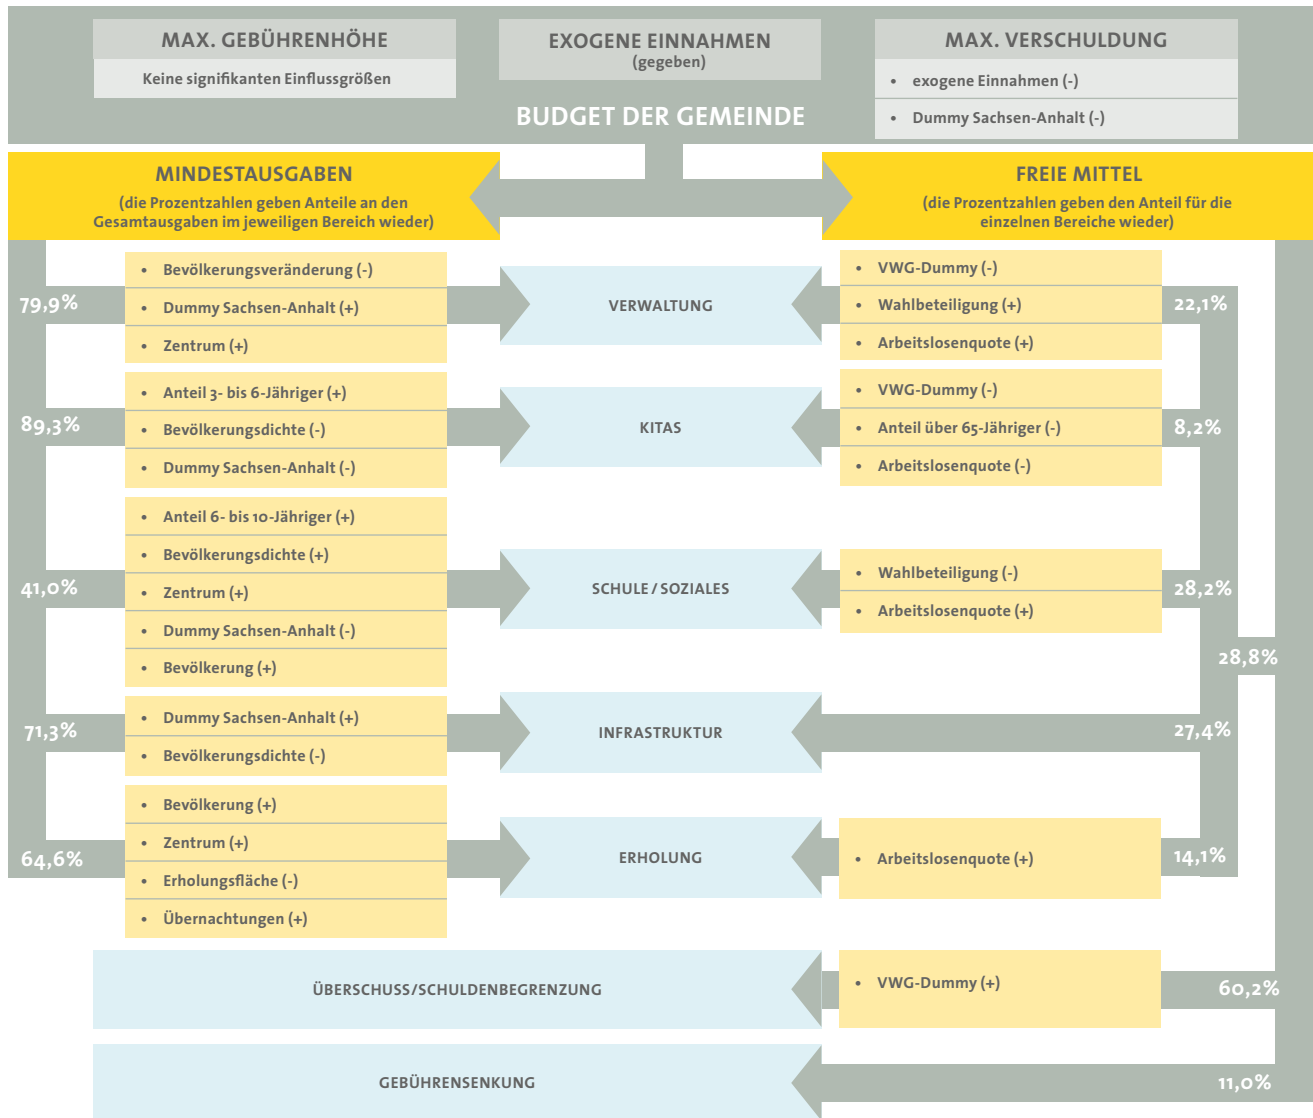 MAX. GEBÜHRENHÖHE
Keine signifikanten Einflussgrößen
EXOGENE EINNAHMEN
(gegeben)
MAX. VERSCHULDUNG
• exogene Einnahmen (-)
• Dummy Sachsen-Anhalt (-)
BUDGET DER GEMEINDE
MINDESTAUSGABEN
(die Prozentzahlen geben Anteile an den
Gesamtausgaben im jeweiligen Bereich wieder)
FREIE MITTEL
(die Prozentzahlen geben den Anteil für die
einzelnen Bereiche wieder)
79,9%
• Bevölkerungsveränderung (-)
• Dummy Sachsen-Anhalt (+)
• Zentrum (+)
VERWALTUNG
• VWG-Dummy (-)
• Wahlbeteiligung (+)
• Arbeitslosenquote (+)
22,1%
89,3%
• Anteil 3- bis 6-Jähriger (+)
• Bevölkerungsdichte (-)
• Dummy Sachsen-Anhalt (-)
KITAS
• VWG-Dummy (-)
• Anteil über 65-Jähriger (-)
• Arbeitslosenquote (-)
8,2%
41,0%
• Anteil 6- bis 10-Jähriger (+)
• Bevölkerungsdichte (+)
• Zentrum (+)
• Dummy Sachsen-Anhalt (-)
• Bevölkerung (+)
SCHULE / SOZIALES
• Wahlbeteiligung (-)
• Arbeitslosenquote (+)
28,2%
28,8%
71,3%
• Dummy Sachsen-Anhalt (+)
• Bevölkerungsdichte (-)
INFRASTRUKTUR
27,4%
64,6%
• Bevölkerung (+)
• Zentrum (+)
• Erholungsfläche (-)
• Übernachtungen (+)
ERHOLUNG
• Arbeitslosenquote (+)
14,1%
ÜBERSCHUSS/SCHULDENBEGRENZUNG
• VWG-Dummy (+)
60,2%
GEBÜHRENSENKUNG
11,0%